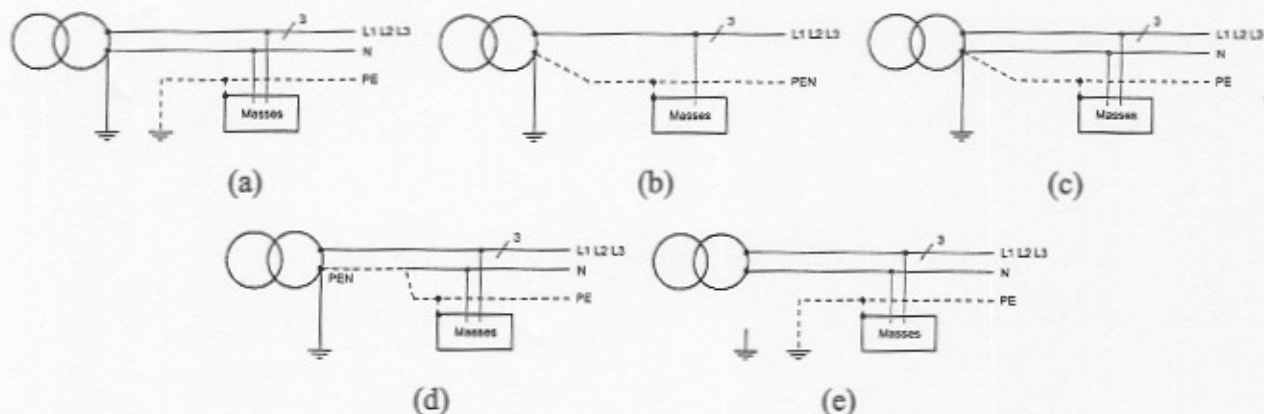 3
L1 L2 L3
N
PE
Masses
(a)
3
L1 L2 L3
PEN
Masses
(b)
3
L1 L2 L3
N
PE
Masses
(c)
3
L1 L2 L3
N
PEN
PE
Masses
(d)
3
L1 L2 L3
N
PE
Masses
(e)